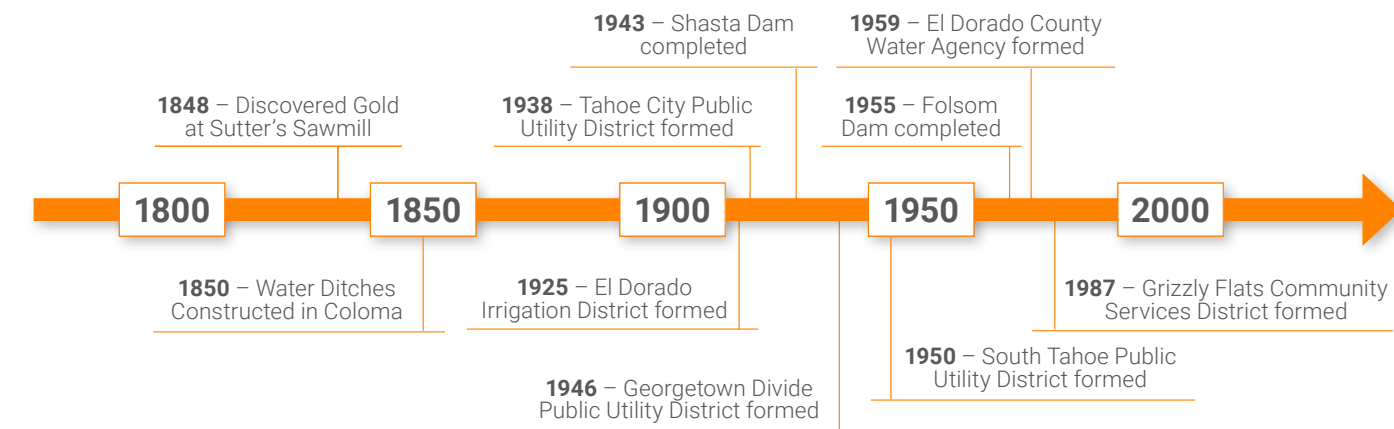 1943 – Shasta Dam
completed
1959 – El Dorado County
Water Agency formed
1848 – Discovered Gold
at Sutter's Sawmill
1938 – Tahoe City Public
Utility District formed
1955 – Folsom
Dam completed
1800
1850
1900
1950
2000
1850 – Water Ditches
Constructed in Coloma
1925 – El Dorado
Irrigation District formed
1987 – Grizzly Flats Community
Services District formed
1946 – Georgetown Divide
Public Utility District formed
1950 – South Tahoe Public
Utility District formed